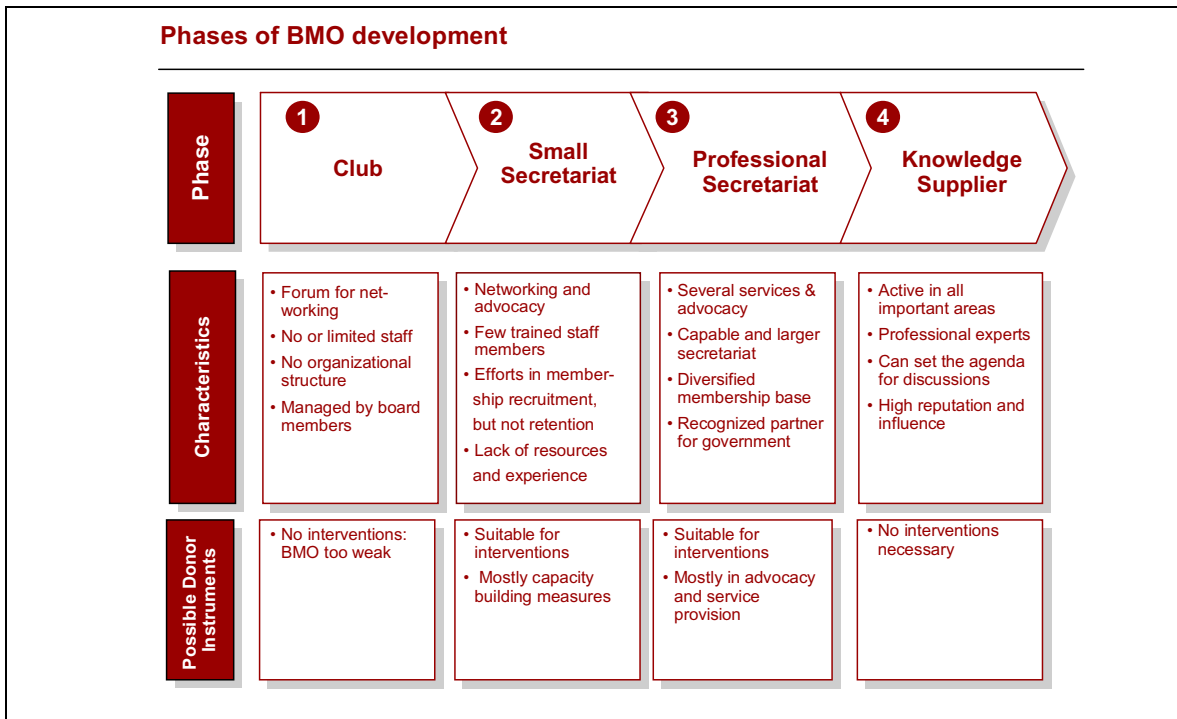 Phases of BMO development
Phase
1
Club
2
Small
Secretariat
3
Professional
Secretariat
4
Knowledge
Supplier
Characteristics
• Forum for net-
working
• No or limited staff
• No organizational
structure
• Managed by board
members
• Networking and
advocacy
• Few trained staff
members
• Efforts in member-
ship recruitment,
but not retention
• Lack of resources
and experience
• Several services &
advocacy
• Capable and larger
secretariat
• Diversified
membership base
• Recognized partner
for government
• Active in all
important areas
• Professional experts
• Can set the agenda
for discussions
• High reputation and
influence
Possible Donor
Instruments
• No interventions:
BMO too weak
• Suitable for
interventions
• Mostly capacity
building measures
• Suitable for
interventions
• Mostly in advocacy
and service
provision
• No interventions
necessary